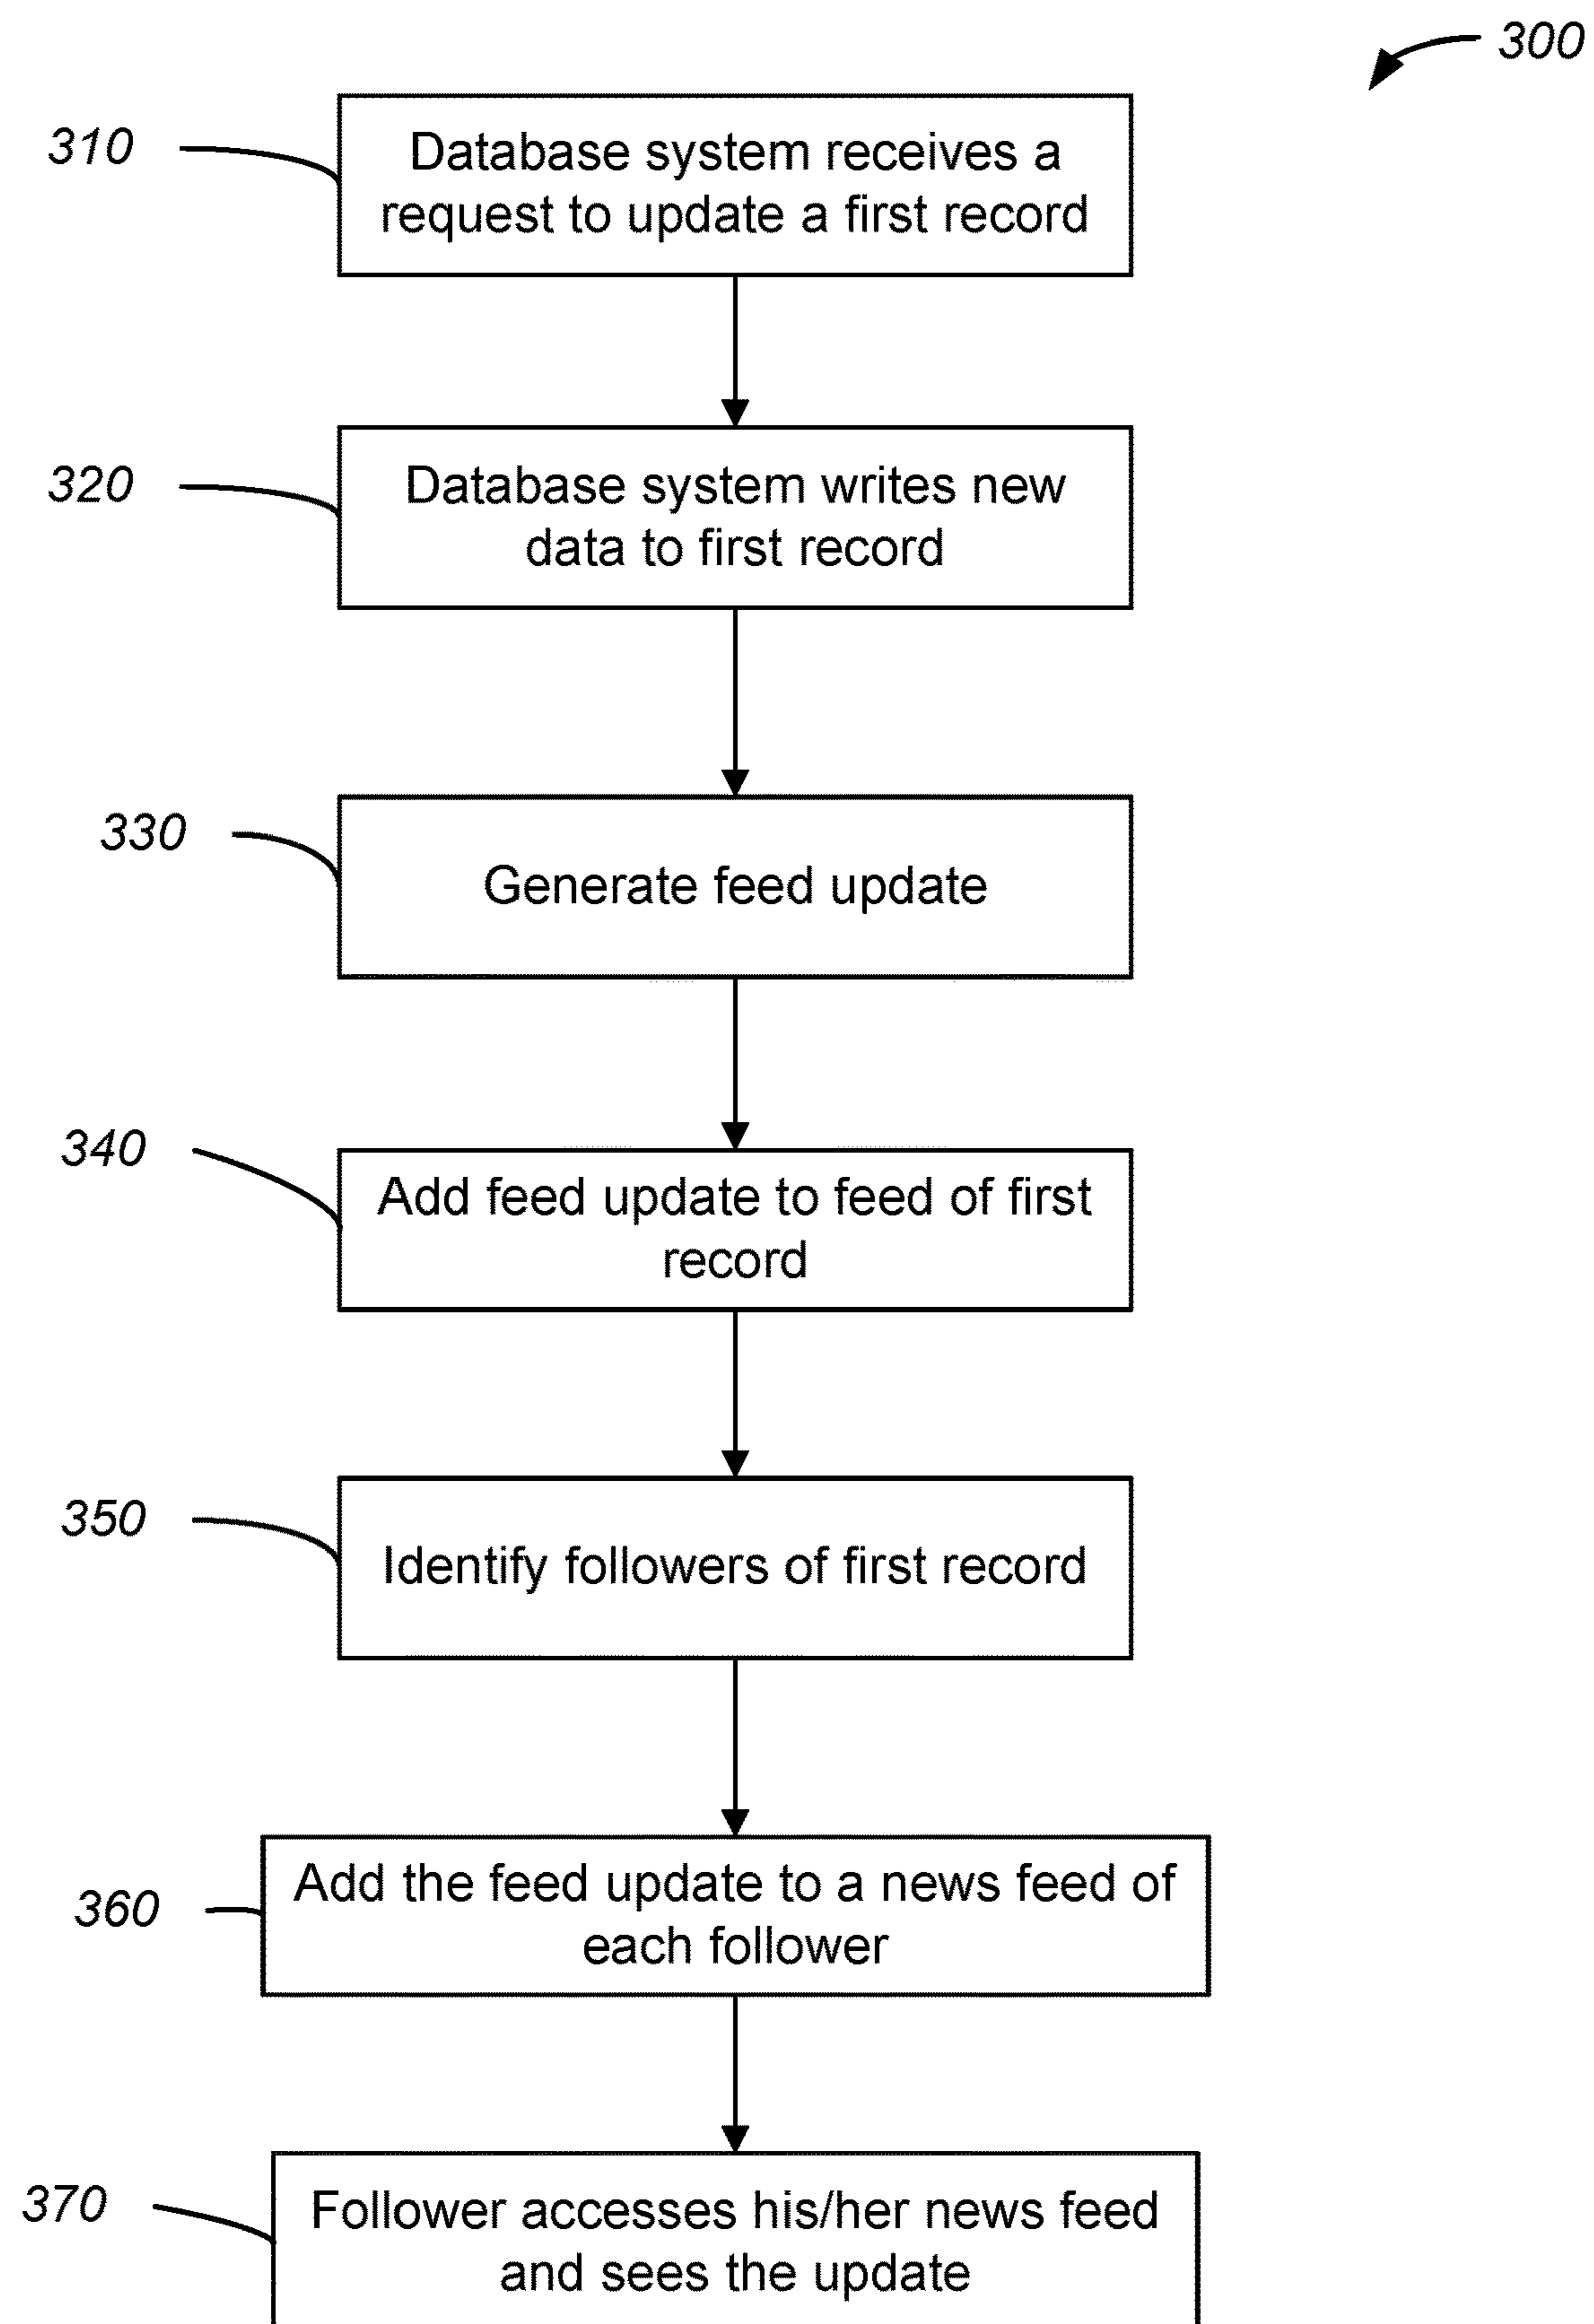 300
310
Database system receives a
request to update a first record
320
Database system writes new
data to first record
330
Generate feed update
340
Add feed update to feed of first
record
350
Identify followers of first record
360
Add the feed update to a news feed of
each follower
370
Follower accesses his/her news feed
and sees the update